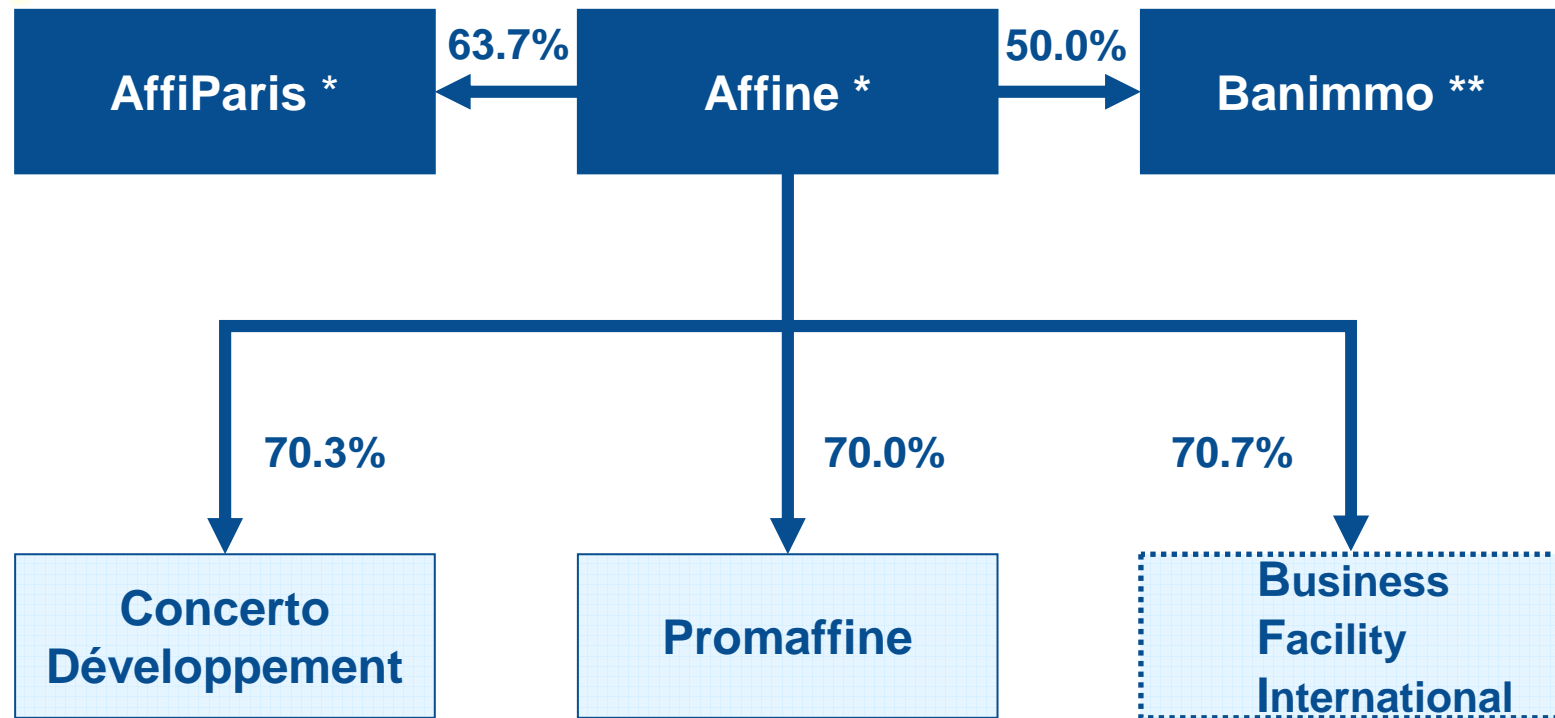 63.7%
50.0%
AffiParis *
Affine *
Banimmo **
70.3%
70.0%
70.7%
Concerto
Développement
Promaffine
Business
Facility
International